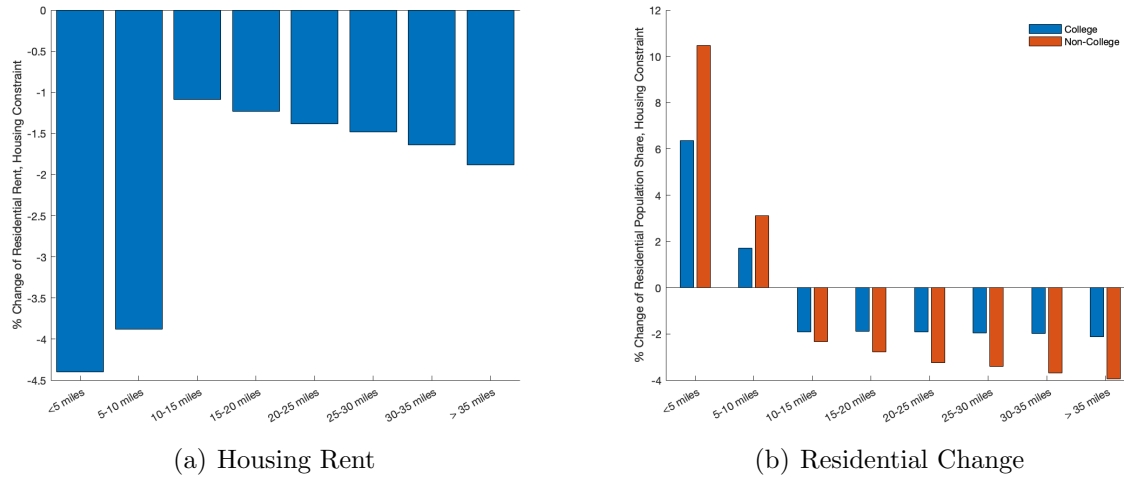 % Change of Residential Rent, Housing Constraint
0
-0.5
-1
-1.5
-2
-2.5
-3
-3.5
-4
-4.5
<5 miles
5-10 miles
10-15 miles
15-20 miles
20-25 miles
25-30 miles
30-35 miles
> 35 miles
(a) Housing Rent
% Change of Residential Population Share, Housing Constraint
12
10
8
6
4
2
0
-2
-4
College
Non-College
<5 miles
5-10 miles
10-15 miles
15-20 miles
20-25 miles
25-30 miles
30-35 miles
> 35 miles
(b) Residential Change